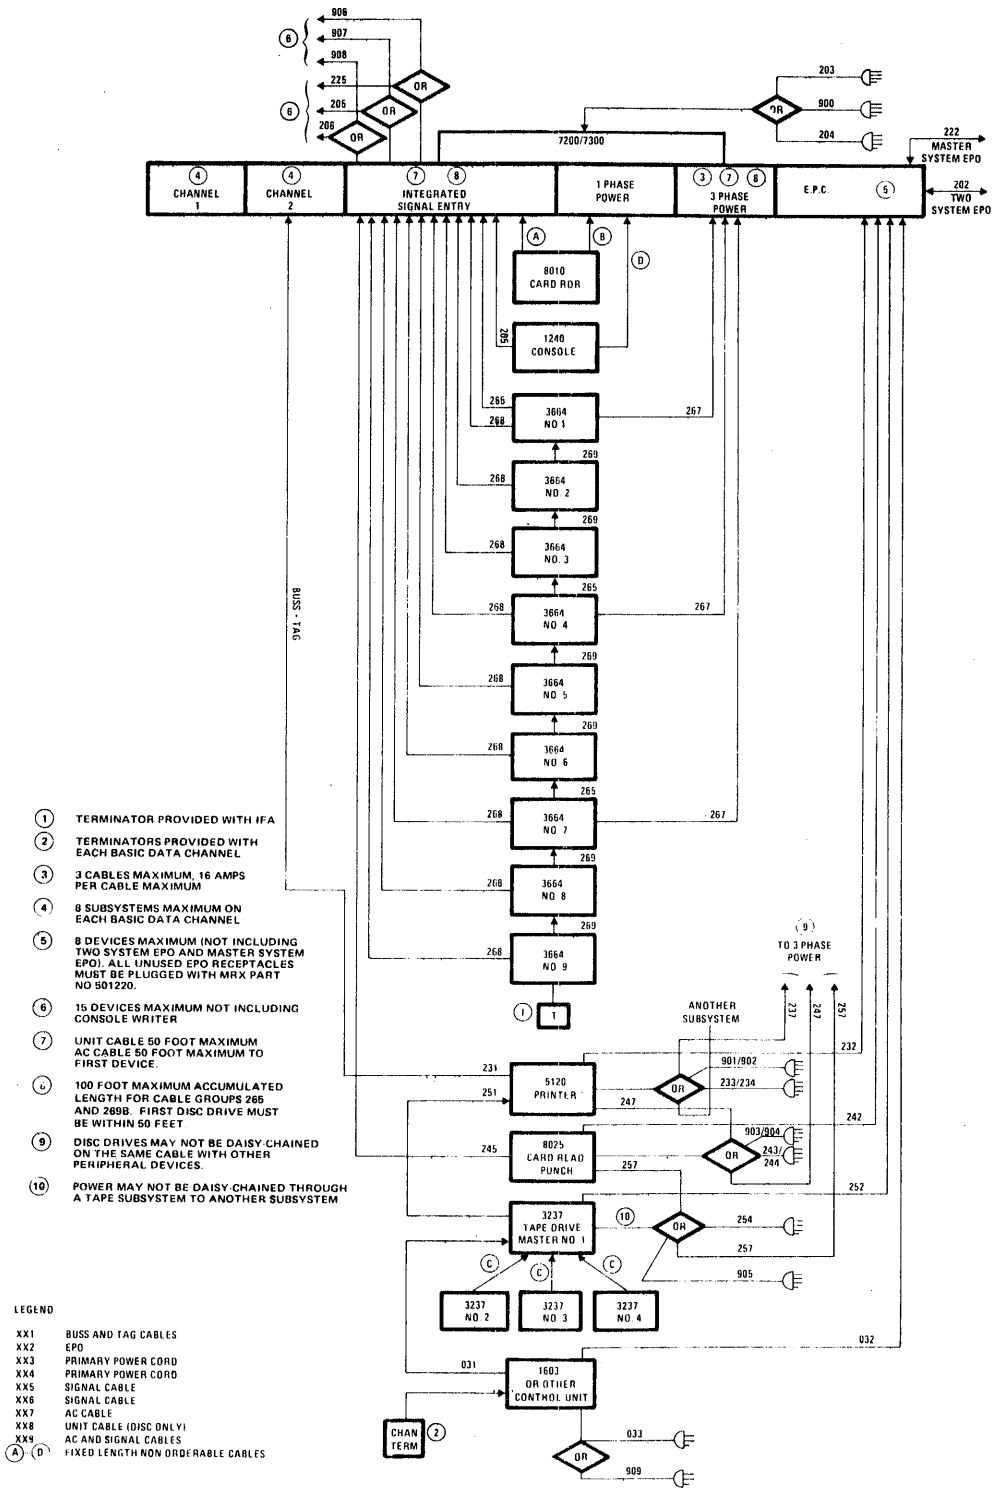 906
907
6
908
225
OR
6
205
OR
206
OR
203
OR
900
204
7200/7300
222
MASTER
SYSTEM EPO
202
TWO
SYSTEM EPO
4
CHANNEL
1
4
CHANNEL
2
7 8
INTEGRATED
SIGNAL ENTRY
1 PHASE
POWER
3 7 8
3 PHASE
POWER
E.P.C. 5
A
B
D
8010
CARD RDR
285
1240
CONSOLE
265
268
3664
NO 1
267
269
268
3664
NO. 2
269
268
3664
NO. 3
265
268
3664
NO 4
267
269
268
3664
NO 5
269
268
3664
NO 6
265
268
3664
NO 7
267
269
268
3664
NO 8
269
268
3664
NO 9
1
T
BUSS - TAG
1 TERMINATOR PROVIDED WITH IFA
2 TERMINATORS PROVIDED WITH
EACH BASIC DATA CHANNEL
3 3 CABLES MAXIMUM, 16 AMPS
PER CABLE MAXIMUM
4 8 SUBSYSTEMS MAXIMUM ON
EACH BASIC DATA CHANNEL
5 8 DEVICES MAXIMUM (NOT INCLUDING
TWO SYSTEM EPO AND MASTER SYSTEM
EPO). ALL UNUSED EPO RECEPTACLES
MUST BE PLUGGED WITH MRX PART
NO 501220.
6 15 DEVICES MAXIMUM NOT INCLUDING
CONSOLE WRITER
7 UNIT CABLE 50 FOOT MAXIMUM
AC CABLE 50 FOOT MAXIMUM TO
FIRST DEVICE.
100 FOOT MAXIMUM ACCUMULATED
LENGTH FOR CABLE GROUPS 265
AND 269B. FIRST DISC DRIVE MUST
BE WITHIN 50 FEET
9 DISC DRIVES MAY NOT BE DAISY-CHAINED
ON THE SAME CABLE WITH OTHER
PERIPHERAL DEVICES.
10 POWER MAY NOT BE DAISY-CHAINED THROUGH
A TAPE SUBSYSTEM TO ANOTHER SUBSYSTEM
9
TO 3 PHASE
POWER
237
247
257
ANOTHER
SUBSYSTEM
232
231
251
5120
PRINTER
OR
901/902
233/234
247
242
245
8025
CARD READ
PUNCH
OR
903/904
243/
244
257
252
3237
TAPE DRIVE
MASTER NO 1
10
OR
254
257
905
C
C
C
3237
NO. 2
3237
NO 3
3237
NO. 4
032
031
1603
OR OTHER
CONTROL UNIT
CHAN
TERM
2
033
OR
909
LEGEND
XX1 BUSS AND TAG CABLES
XX2 EPO
XX3 PRIMARY POWER CORD
XX4 PRIMARY POWER CORD
XX5 SIGNAL CABLE
XX6 SIGNAL CABLE
XX7 AC CABLE
XX8 UNIT CABLE (DISC ONLY)
XX9 AC AND SIGNAL CABLES
A - D FIXED LENGTH NON ORDERABLE CABLES